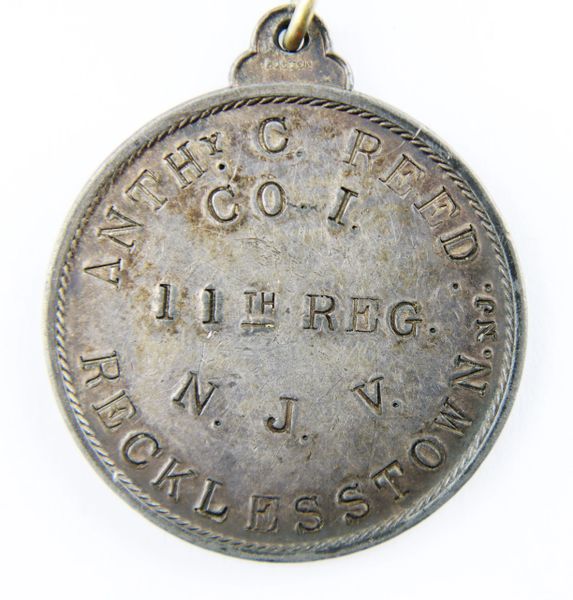 ANTHY. C. REED.
CO. I.
11TH REG.
N. J. V.
RECKLESSTOWN. N.J.